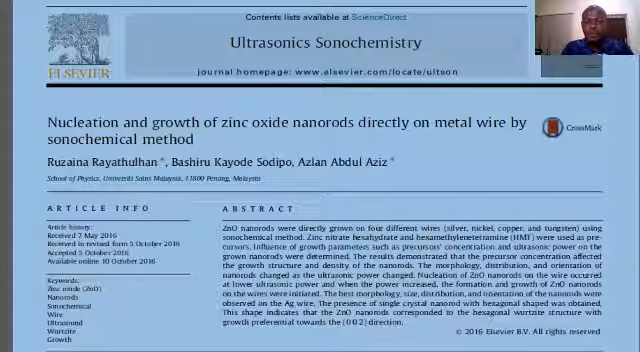 Contents lists available at ScienceDirect
Ultrasonics Sonochemistry
ELSEVIER
journal homepage: www.elsevier.com/locate/ultson
Nucleation and growth of zinc oxide nanorods directly on metal wire by
sonochemical method
CrossMark
Ruzaina Rayathulhan *, Bashiru Kayode Sodipo, Azlan Abdul Aziz *
School of Physics, Universiti Sains Malaysia, 11800 Penang, Malaysia
ARTICLE INFO
Article history:
Received 7 May 2016
Received in revised form 5 October 2016
Accepted 5 October 2016
Available online 10 October 2016
Keywords:
Zinc oxide (ZnO)
Nanorods
Sonochemical
Wire
Ultrasound
Wurtzite
Growth
ABSTRACT
ZnO nanorods were directly grown on four different wires (silver, nickel, copper, and tungsten) using
sonochemical method. Zinc nitrate hexahydrate and hexamethylenetetramine (HMT) were used as pre-
cursors. Influence of growth parameters such as precursors' concentration and ultrasonic power on the
grown nanorods were determined. The results demonstrated that the precursor concentration affected
the growth structure and density of the nanorods. The morphology, distribution, and orientation of
nanorods changed as the ultrasonic power changed. Nucleation of ZnO nanorods on the wire occurred
at lower ultrasonic power and when the power increased, the formation and growth of ZnO nanorods
on the wires were initiated. The best morphology, size, distribution, and orientation of the nanorods were
observed on the Ag wire. The presence of single crystal nanorod with hexagonal shaped was obtained.
This shape indicates that the ZnO nanorods corresponded to the hexagonal wurtzite structure with
growth preferential towards the (0 0 2) direction.
© 2016 Elsevier B.V. All rights reserved